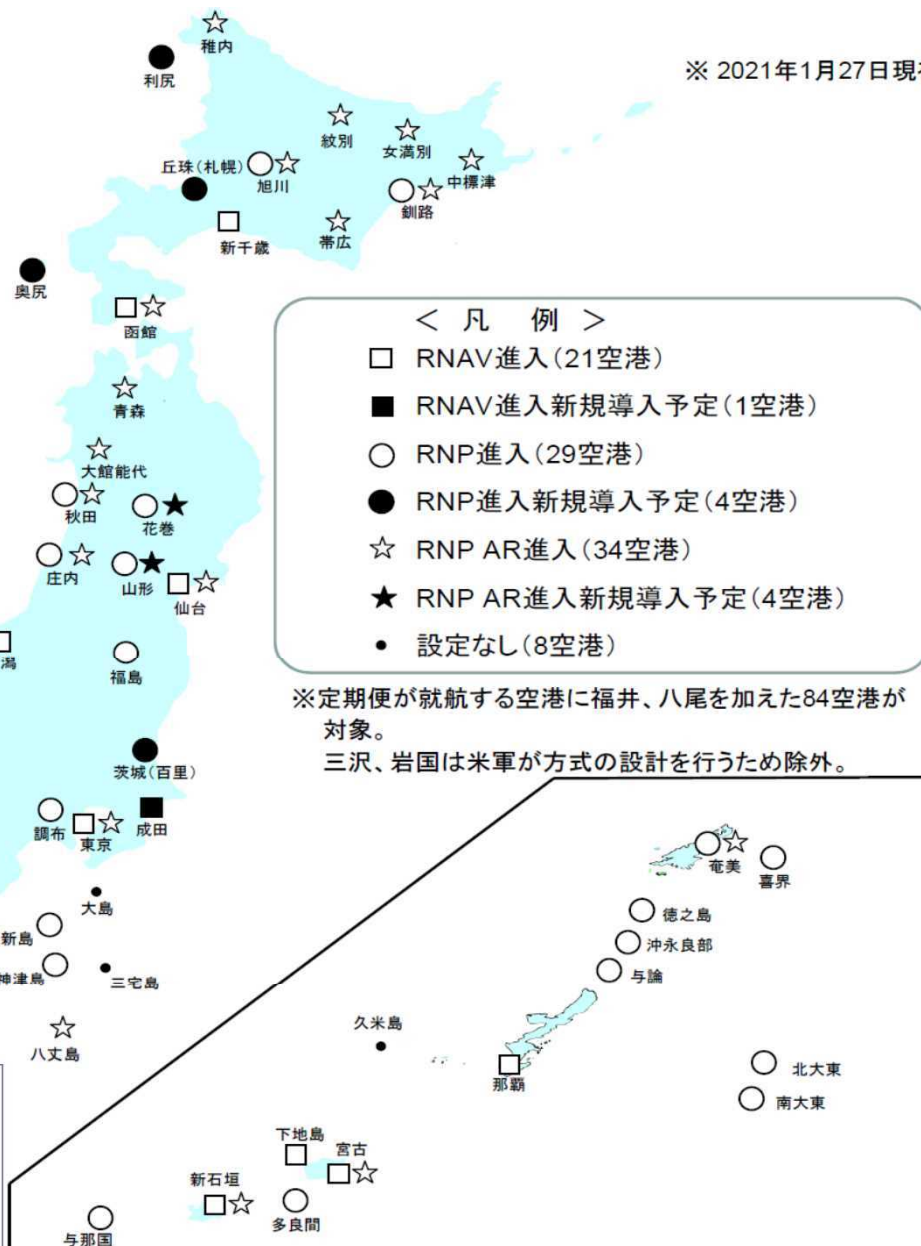 稚内
利尻
※ 2021年1月27日現
紋別
女満別
丘珠(札幌)
旭川
中標津
釧路
新千歳
帯広
奥尻
函館
＜ 凡 例 ＞
□ RNAV進入(21空港)
■ RNAV進入新規導入予定(1空港)
○ RNP進入(29空港)
● RNP進入新規導入予定(4空港)
☆ RNP AR進入(34空港)
★ RNP AR進入新規導入予定(4空港)
• 設定なし(8空港)
青森
大館能代
秋田
花巻
庄内
山形
仙台
潟
福島
※定期便が就航する空港に福井、八尾を加えた84空港が
対象。
三沢、岩国は米軍が方式の設計を行うため除外。
茨城(百里)
調布
東京
成田
大島
新島
神津島
三宅島
八丈島
奄美
喜界
徳之島
沖永良部
与論
久米島
那覇
北大東
南大東
下地島
宮古
新石垣
多良間
与那国